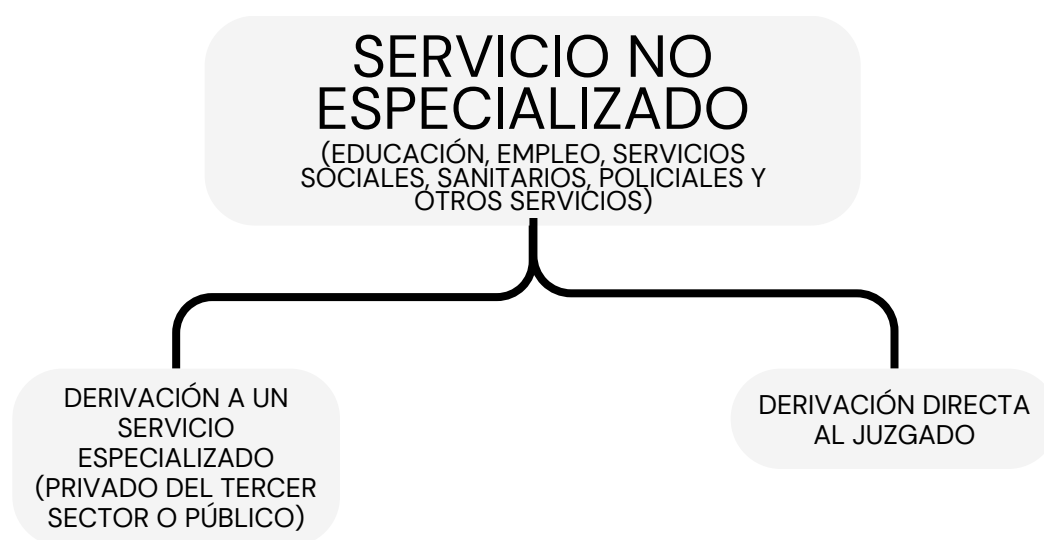 SERVICIO NO
ESPECIALIZADO
(EDUCACIÓN, EMPLEO, SERVICIOS
SOCIALES, SANITARIOS, POLICIALES Y
OTROS SERVICIOS)
DERIVACIÓN A UN
SERVICIO
ESPECIALIZADO
(PRIVADO DEL TERCER
SECTOR O PÚBLICO)
DERIVACIÓN DIRECTA
AL JUZGADO